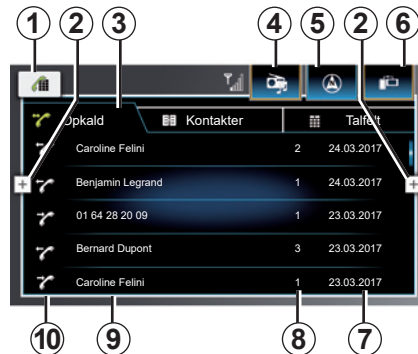 1 2 3 4 5 2 6
Opkald Kontakter Talfelt
Caroline Felini 2 24.03.2017
Benjamin Legrand 1 24.03.2017
01 64 28 20 09 1 23.03.2017
Bernard Dupont 3 23.03.2017
Caroline Felini 1 23.03.2017
10 9 8 7